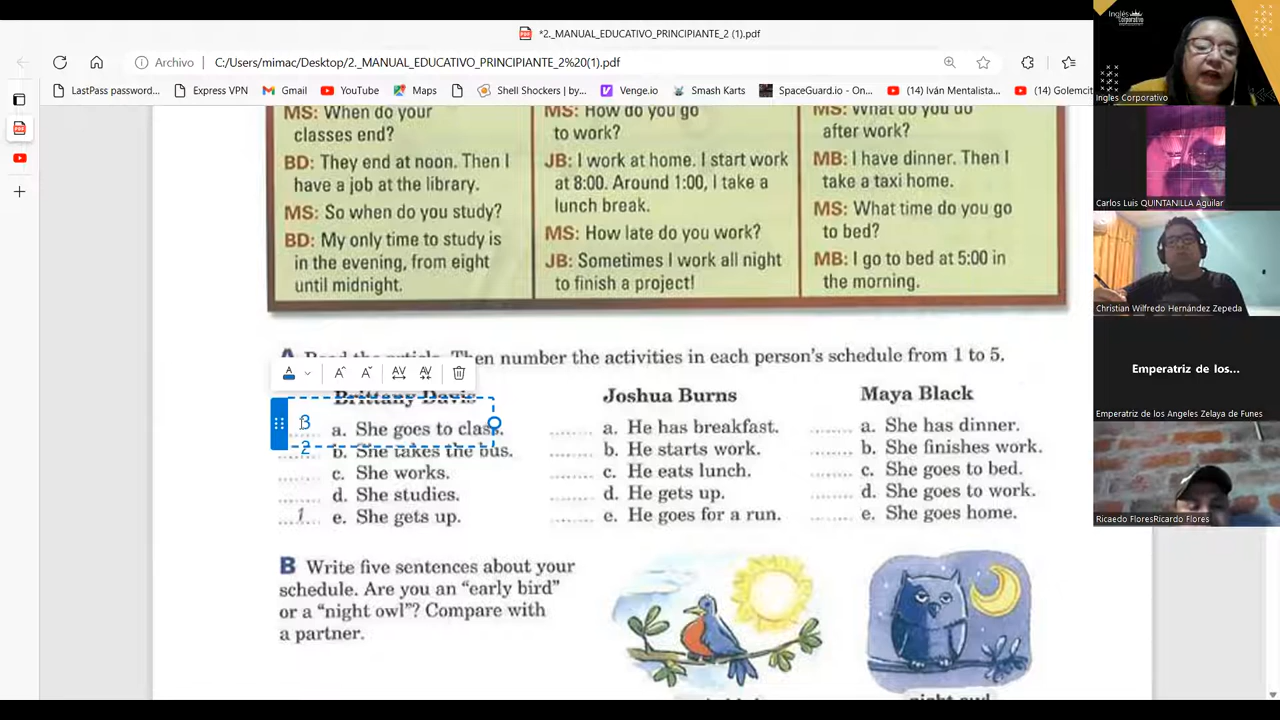 *2._MANUAL_EDUCATIVO_PRINCIPIANTE_2 (1).pdf
Archivo
C:/Users/mimac/Desktop/2._MANUAL_EDUCATIVO_PRINCIPIANTE_2%20(1).pdf
LastPass password...
Express VPN
Gmail
YouTube
Maps
Shell Shockers | by...
Venge.io
Smash Karts
SpaceGuard.io - On...
(14) Iván Mentalista...
(14) Golemcit
MS: When do your
classes end?
BD: They end at noon. Then I
have a job at the library.
MS: So when do you study?
BD: My only time to study is
in the evening, from eight
until midnight.
MS: How do you go
to work?
JB: I work at home. I start work
at 8:00. Around 1:00, I take a
lunch break.
MS: How late do you work?
JB: Sometimes I work all night
to finish a project!
MS: What do you do
after work?
MB: I have dinner. Then I
take a taxi home.
MS: What time do you go
to bed?
MB: I go to bed at 5:00 in
the morning.
A Read the article. Then number the activities in each person's schedule from 1 to 5.
Brittany Davis
3 a. She goes to class.
2 b. She takes the bus.
c. She works.
d. She studies.
1 e. She gets up.
Joshua Burns
a. He has breakfast.
b. He starts work.
c. He eats lunch.
d. He gets up.
e. He goes for a run.
Maya Black
a. She has dinner.
b. She finishes work.
c. She goes to bed.
d. She goes to work.
e. She goes home.
B Write five sentences about your
schedule. Are you an "early bird"
or a "night owl"? Compare with
a partner.
night owl
Inglés
Corporativo
Ingles Corporativo
Carlos Luis QUINTANILLA Aguilar
Christian Wilfredo Hernández Zepeda
Emperatriz de los...
Emperatriz de los Angeles Zelaya de Funes
Ricaedo FloresRicardo Flores